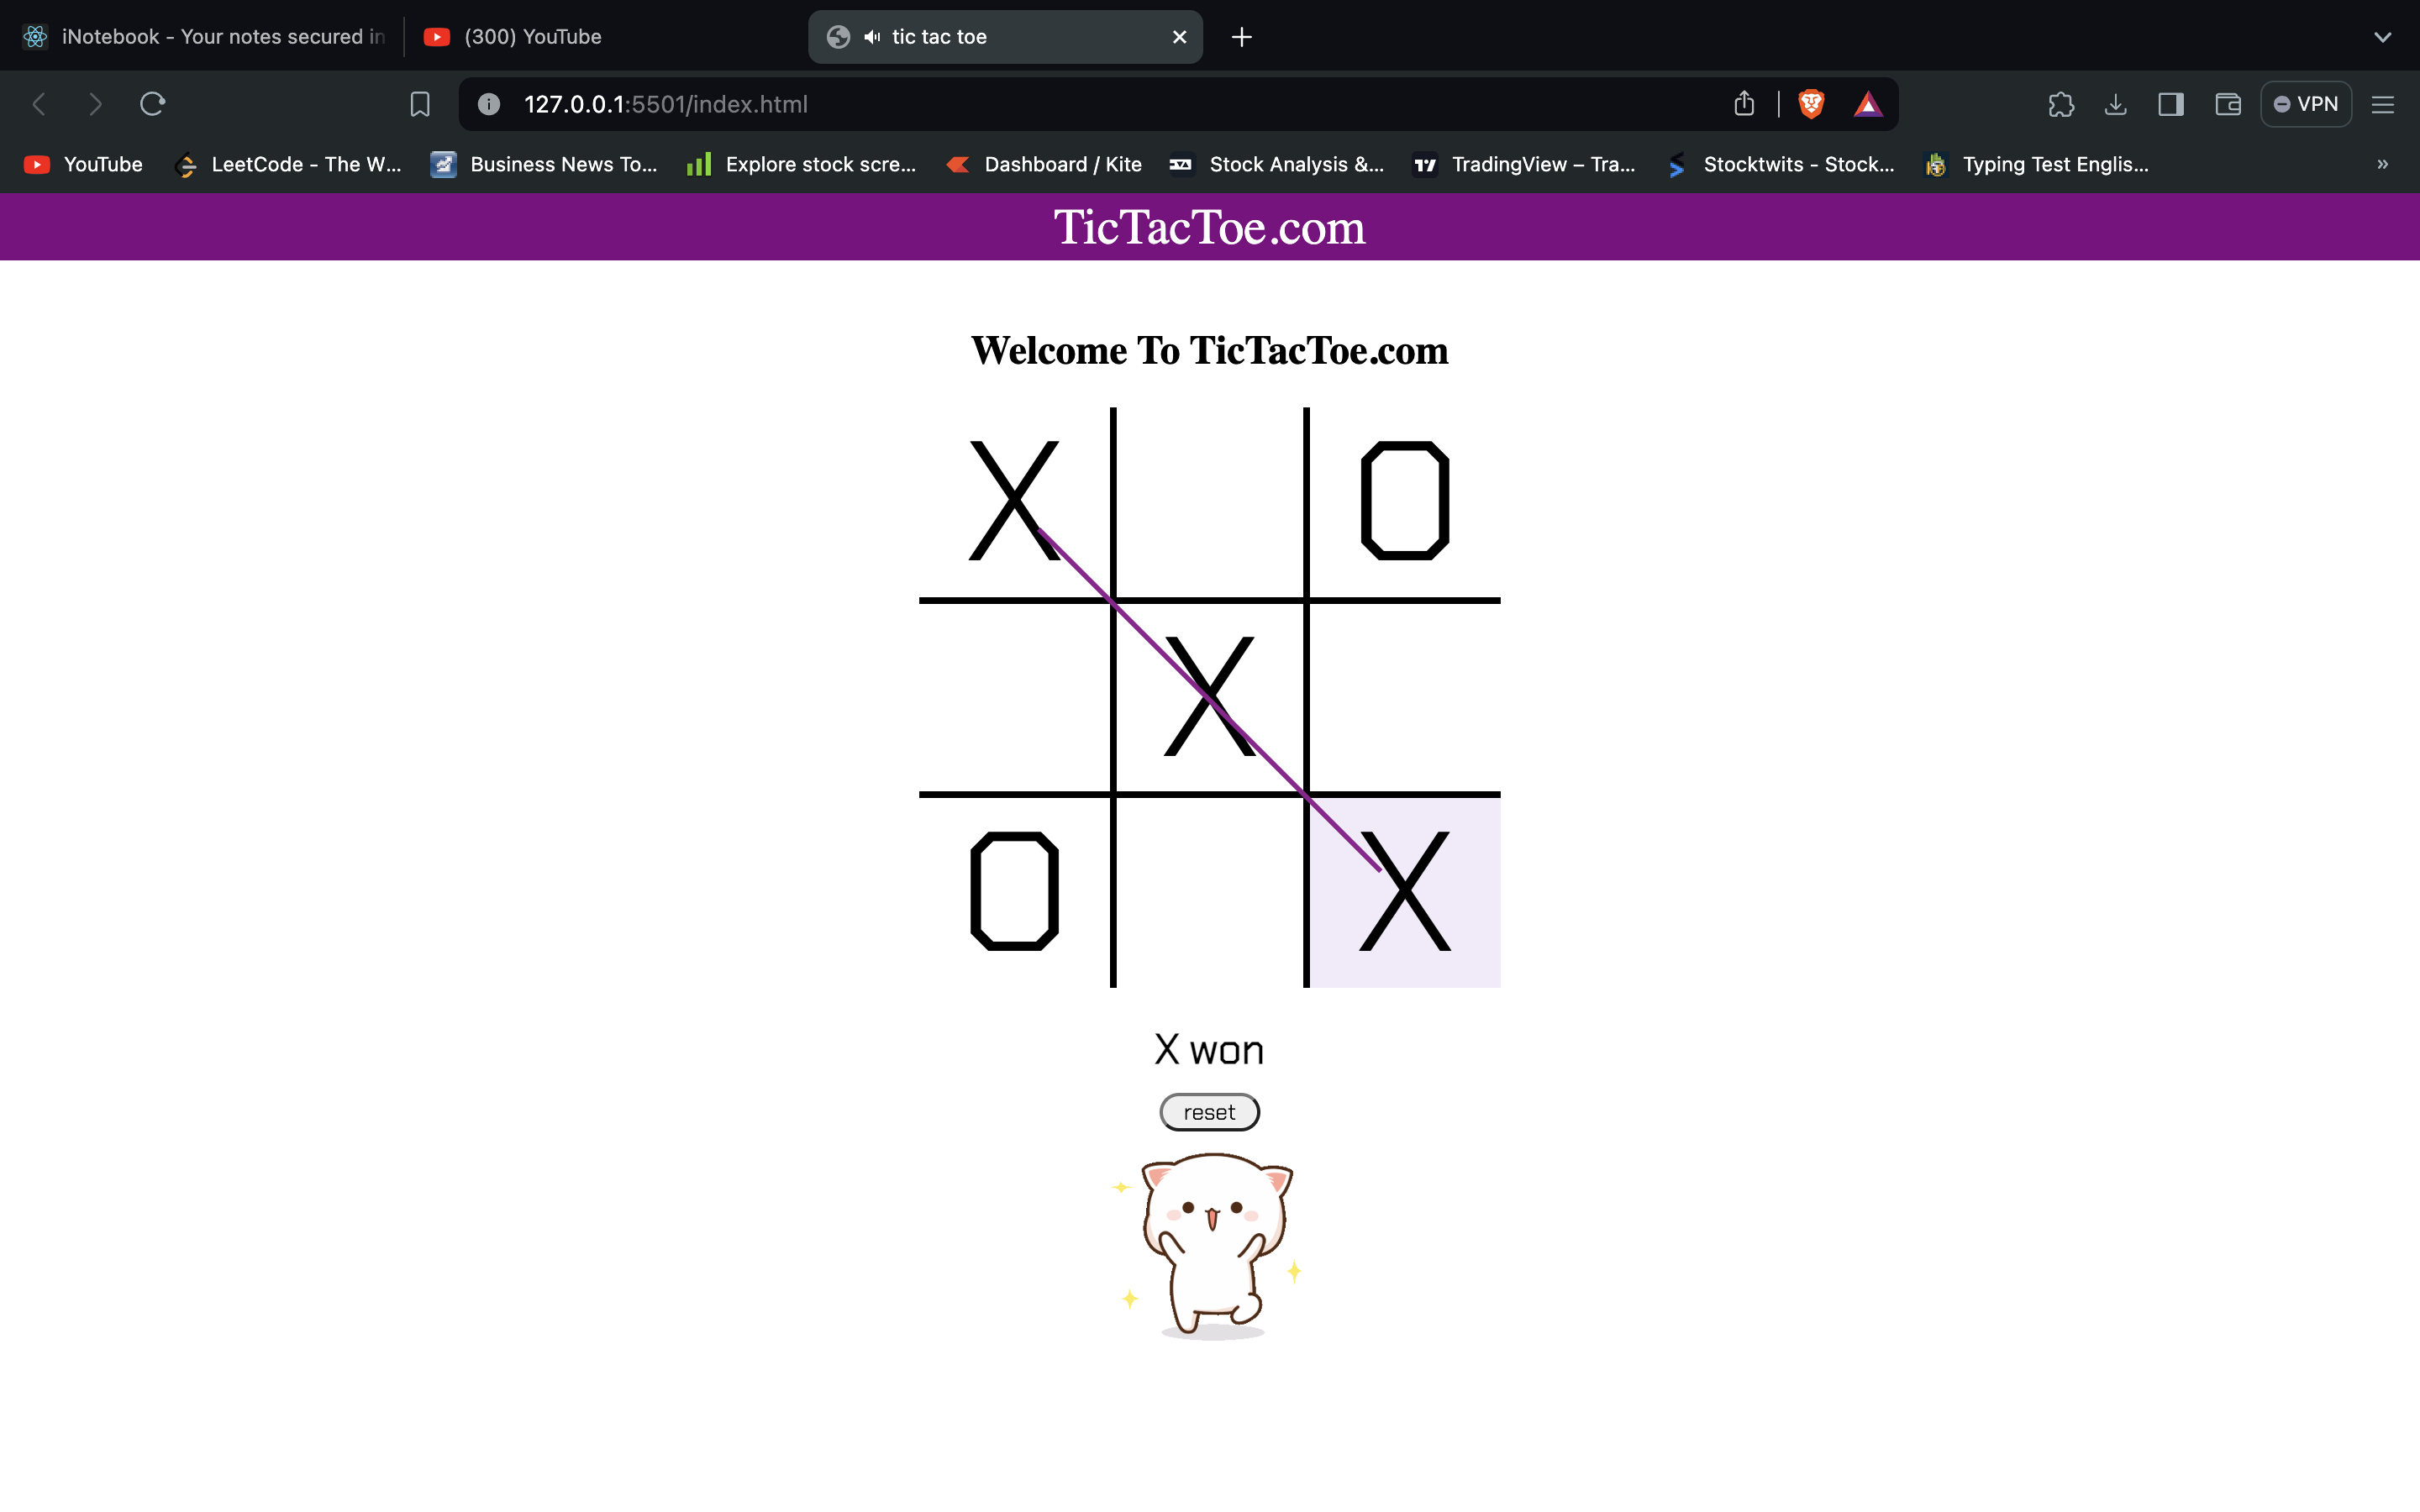 iNotebook - Your notes secured in
(300) YouTube
tic tac toe
127.0.0.1:5501/index.html
VPN
YouTube
LeetCode - The W...
Business News To...
Explore stock scre...
Dashboard / Kite
Stock Analysis &...
TradingView – Tra...
Stocktwits - Stock...
Typing Test Englis...
TicTacToe.com
Welcome To TicTacToe.com
X O
X
O X
X won
reset